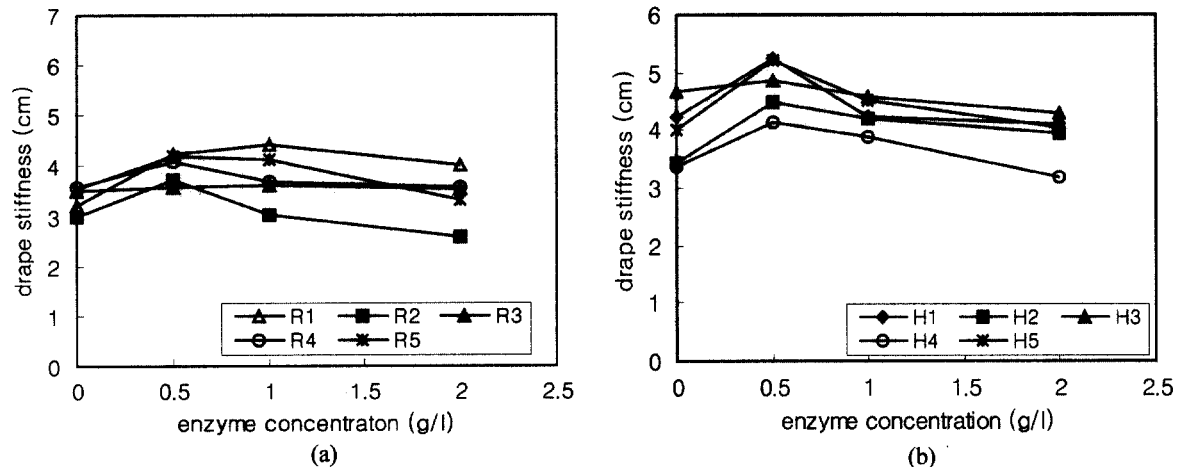 7
6
5
4
3
2
1
0
drape stiffness (cm)
R1 R2 R3
R4 R5
0 0.5 1 1.5 2 2.5
enzyme concentraton (g/l)
(a)
6
5
4
3
2
1
0
drape stiffness (cm)
H1 H2 H3
H4 H5
0 0.5 1 1.5 2 2.5
enzyme concentration (g/l)
(b)